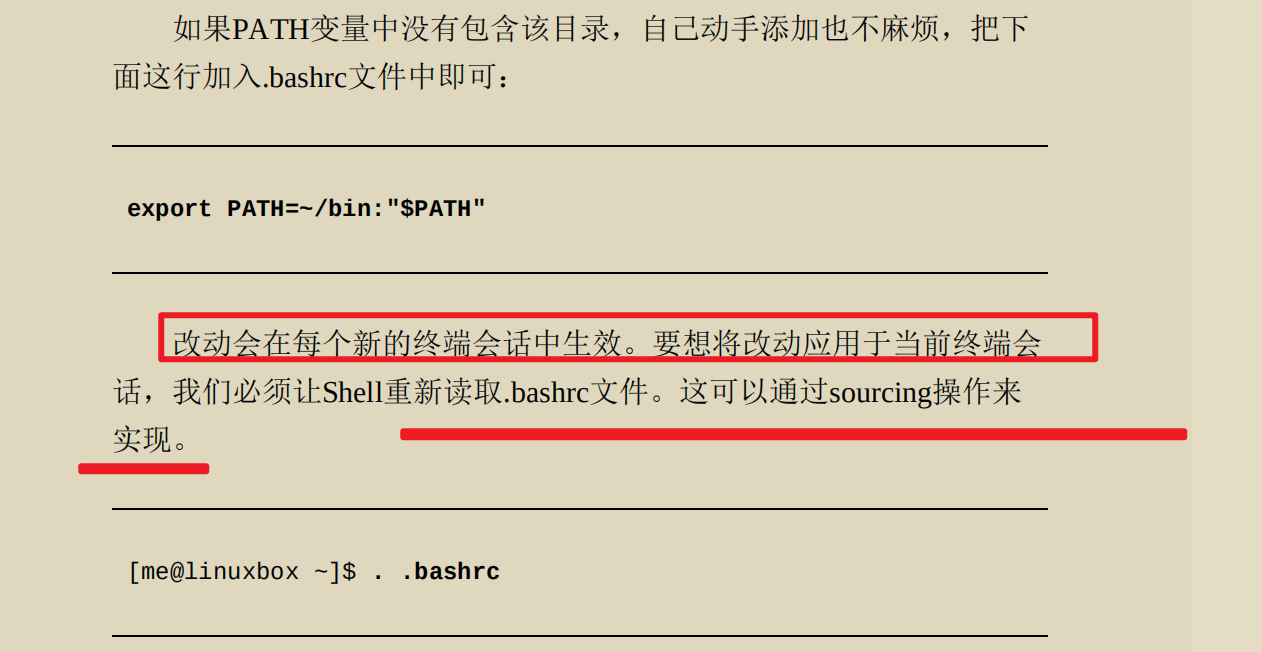 如果PATH变量中没有包含该目录，自己动手添加也不麻烦，把下
面这行加入.bashrc文件中即可：
export PATH=~/bin:"$PATH"
改动会在每个新的终端会话中生效。要想将改动应用于当前终端会
话，我们必须让Shell重新读取.bashrc文件。这可以通过sourcing操作来
实现。
[me@linuxbox ~]$ . .bashrc